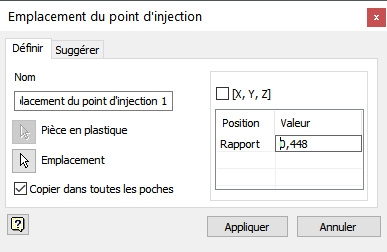 Emplacement du point d'injection
x
Définir
Suggérer
Nom
lacement du point d'injection 1
Pièce en plastique
Emplacement
Copier dans toutes les poches
[X, Y, Z]
Position Valeur
Rapport 0,448
?
Appliquer
Annuler